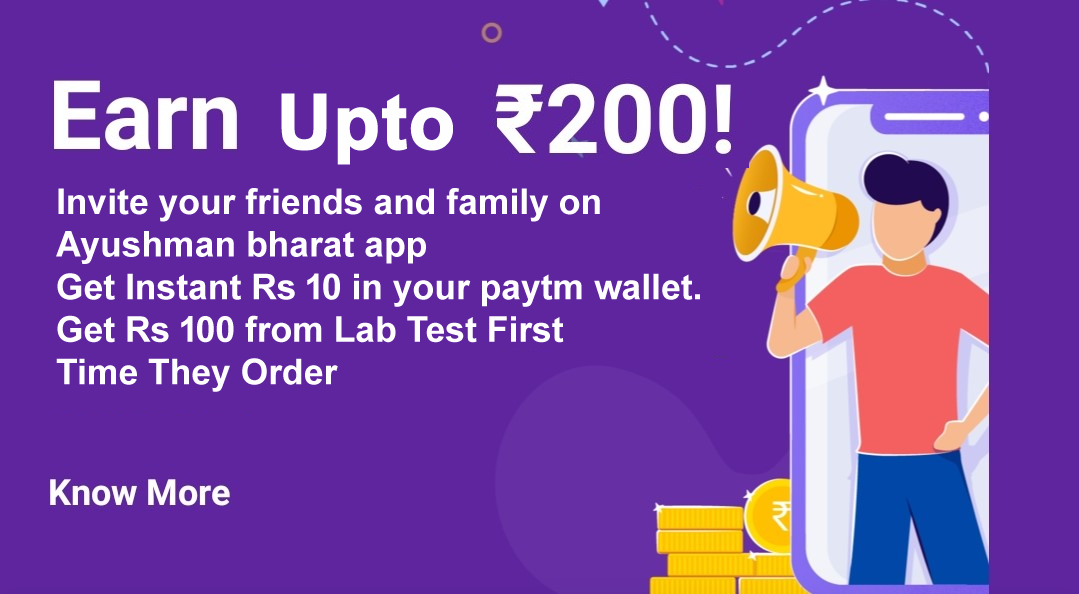 Earn Upto ₹200!
Invite your friends and family on
Ayushman bharat app
Get Instant Rs 10 in your paytm wallet.
Get Rs 100 from Lab Test First
Time They Order
Know More
₹